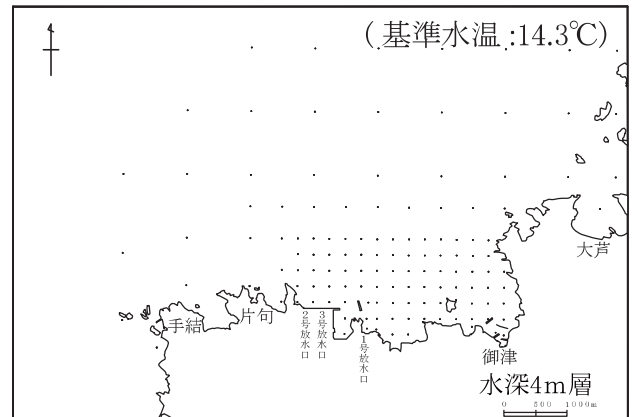 (基準水温:14.3℃)
大芦
手結
片句
2号放水口
3号放水口
1号放水口
御津
水深4m層
0 500 1000m